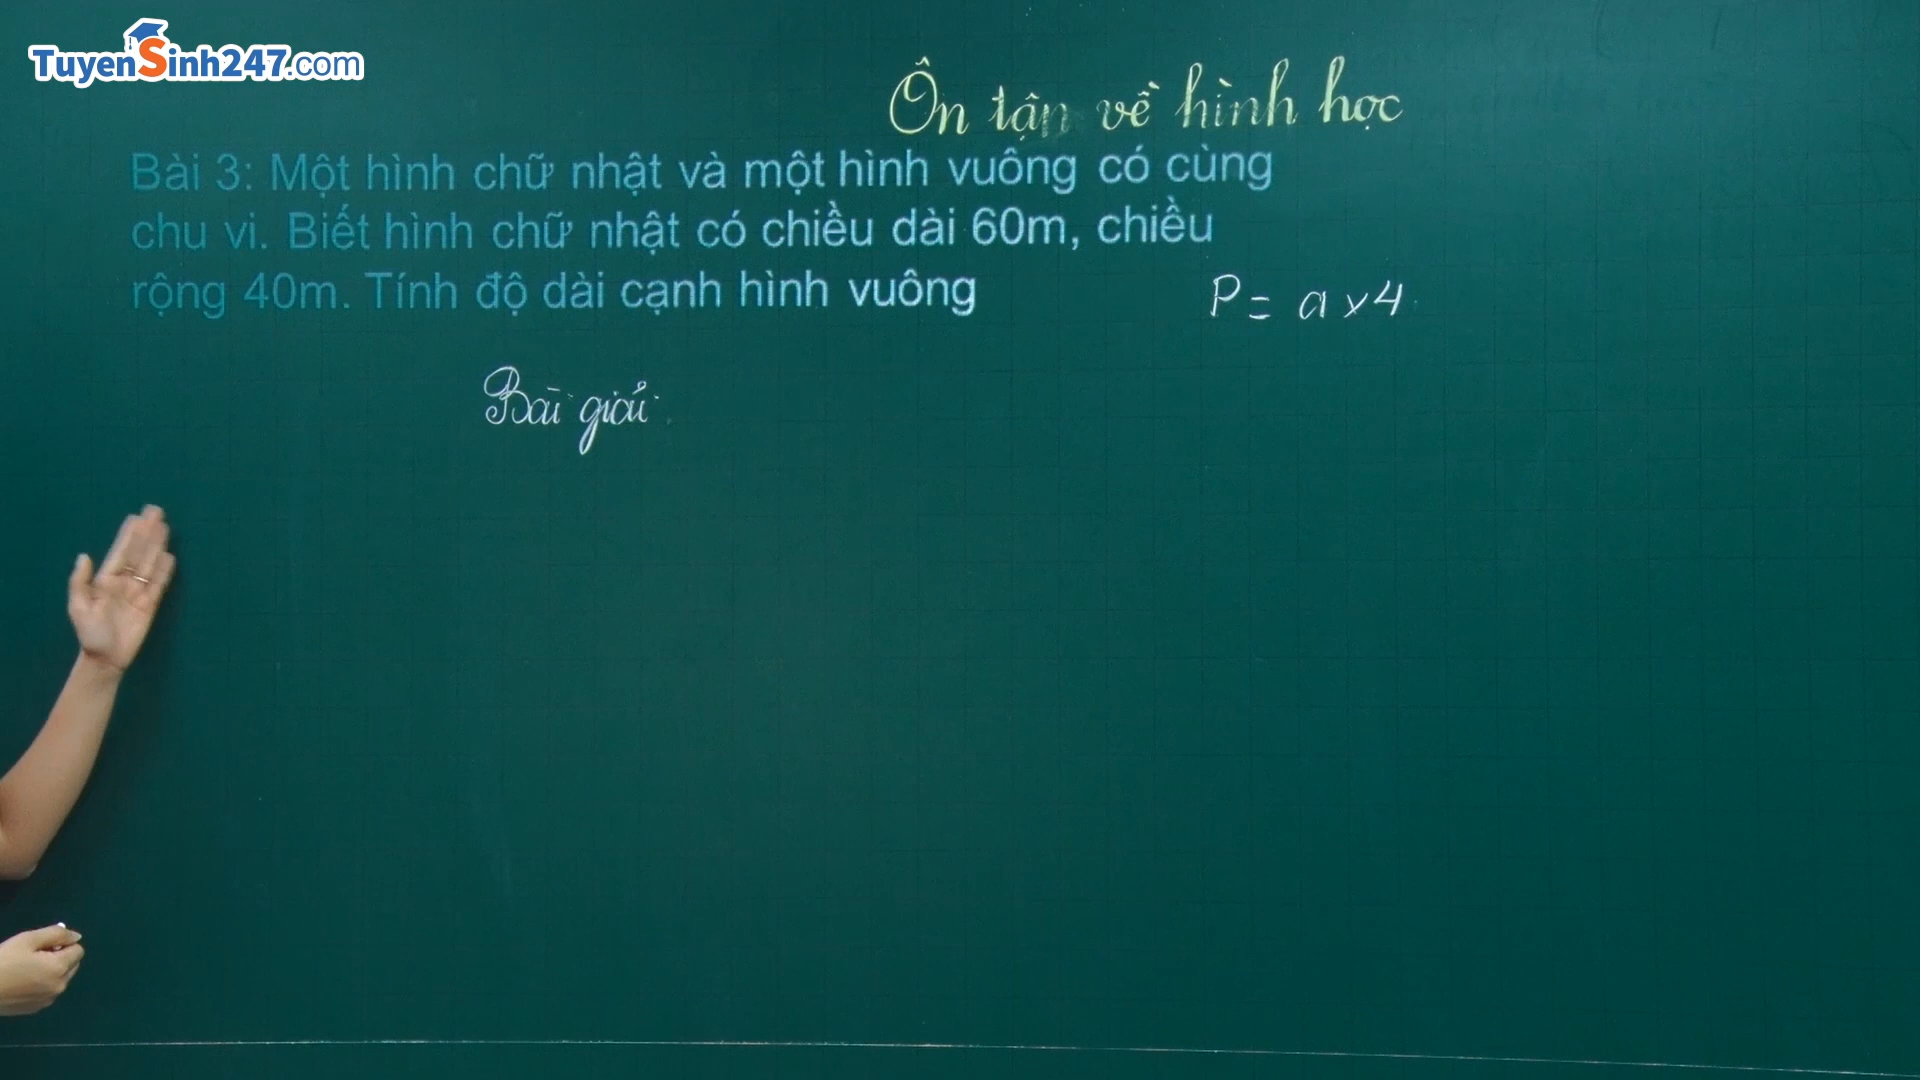 TuyenSinh247.com
Ôn tận về hình học
Bài 3: Một hình chữ nhật và một hình vuông có cùng
chu vi. Biết hình chữ nhật có chiều dài 60m, chiều
rộng 40m. Tính độ dài cạnh hình vuông
P = a x 4
Bài giải